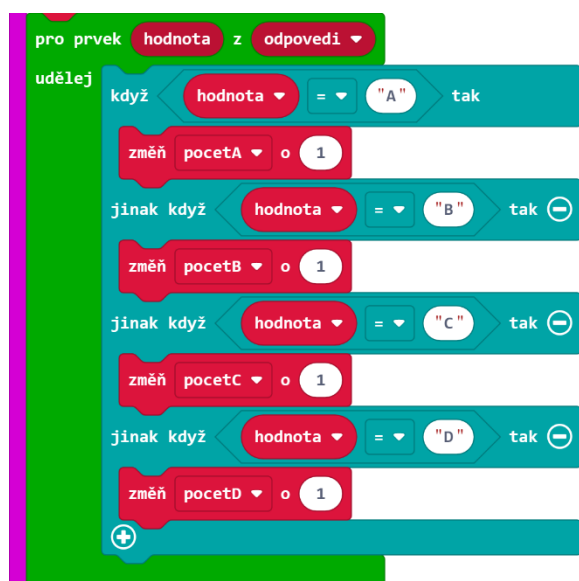 pro prvek hodnota z odpovedi
udělej
když hodnota = "A" tak
změň pocetA o 1
jinak když hodnota = "B" tak
změň pocetB o 1
jinak když hodnota = "C" tak
změň pocetC o 1
jinak když hodnota = "D" tak
změň pocetD o 1